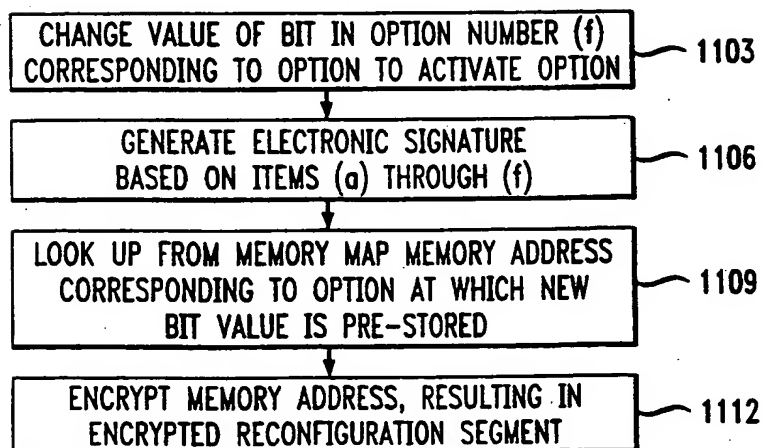 CHANGE VALUE OF BIT IN OPTION NUMBER (f)
CORRESPONDING TO OPTION TO ACTIVATE OPTION
1103
GENERATE ELECTRONIC SIGNATURE
BASED ON ITEMS (a) THROUGH (f)
1106
LOOK UP FROM MEMORY MAP MEMORY ADDRESS
CORRESPONDING TO OPTION AT WHICH NEW
BIT VALUE IS PRE-STORED
1109
ENCRYPT MEMORY ADDRESS, RESULTING IN
ENCRYPTED RECONFIGURATION SEGMENT
1112